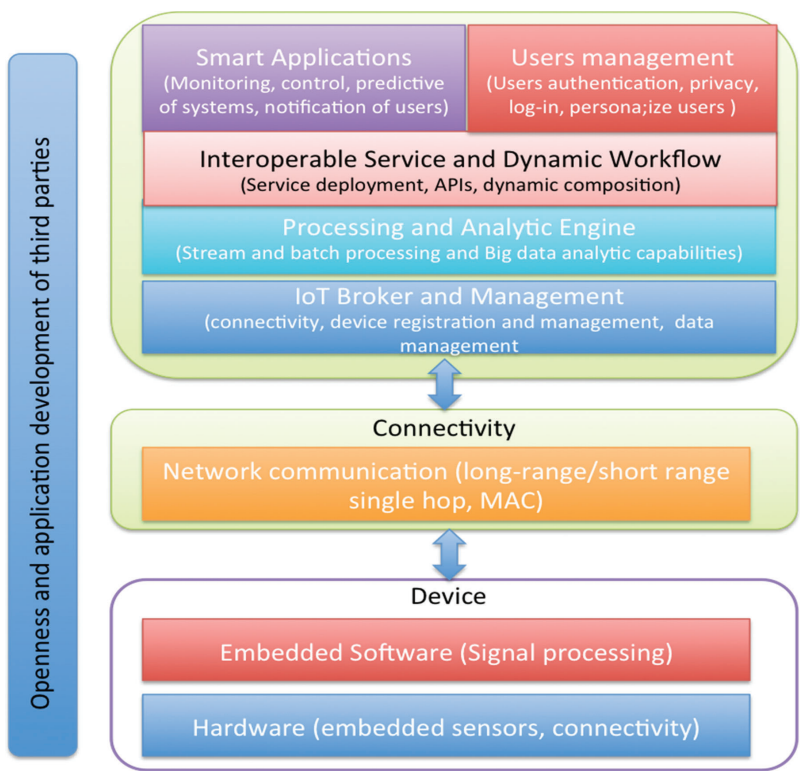 Openness and application development of third parties
Smart Applications
(Monitoring, control, predictive
of systems, notification of users)
Users management
(Users authentication, privacy,
log-in, persona;ize users )
Interoperable Service and Dynamic Workflow
(Service deployment, APIs, dynamic composition)
Processing and Analytic Engine
(Stream and batch processing and Big data analytic capabilities)
IoT Broker and Management
(connectivity, device registration and management,  data
management
Connectivity
Network communication (long-range/short range
single hop, MAC)
Device
Embedded Software (Signal processing)
Hardware (embedded sensors, connectivity)